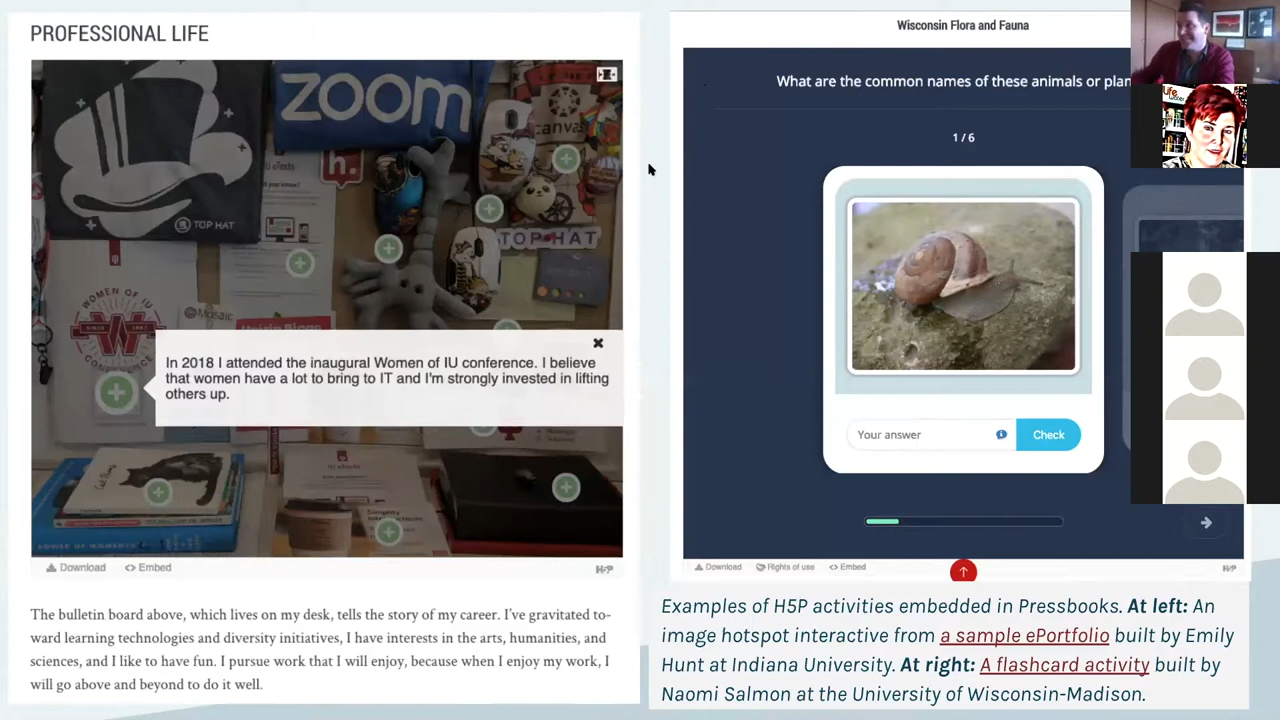 PROFESSIONAL LIFE
zoom
canvas
h.
TOP HAT
TOP HAT
WOMEN OF IU
SINCE 1867
CONFERENCE
Mosaic
In 2018 I attended the inaugural Women of IU conference. I believe
that women have a lot to bring to IT and I'm strongly invested in lifting
others up.
Download
Embed
H5P
The bulletin board above, which lives on my desk, tells the story of my career. I've gravitated to-
ward learning technologies and diversity initiatives, I have interests in the arts, humanities, and
sciences, and I like to have fun. I pursue work that I will enjoy, because when I enjoy my work, I
will go above and beyond to do it well.
Wisconsin Flora and Fauna
What are the common names of these animals or plan
1 / 6
Your answer
Check
Download
Rights of use
Embed
H5P
Examples of H5P activities embedded in Pressbooks. At left: An
image hotspot interactive from a sample ePortfolio built by Emily
Hunt at Indiana University. At right: A flashcard activity built by
Naomi Salmon at the University of Wisconsin-Madison.